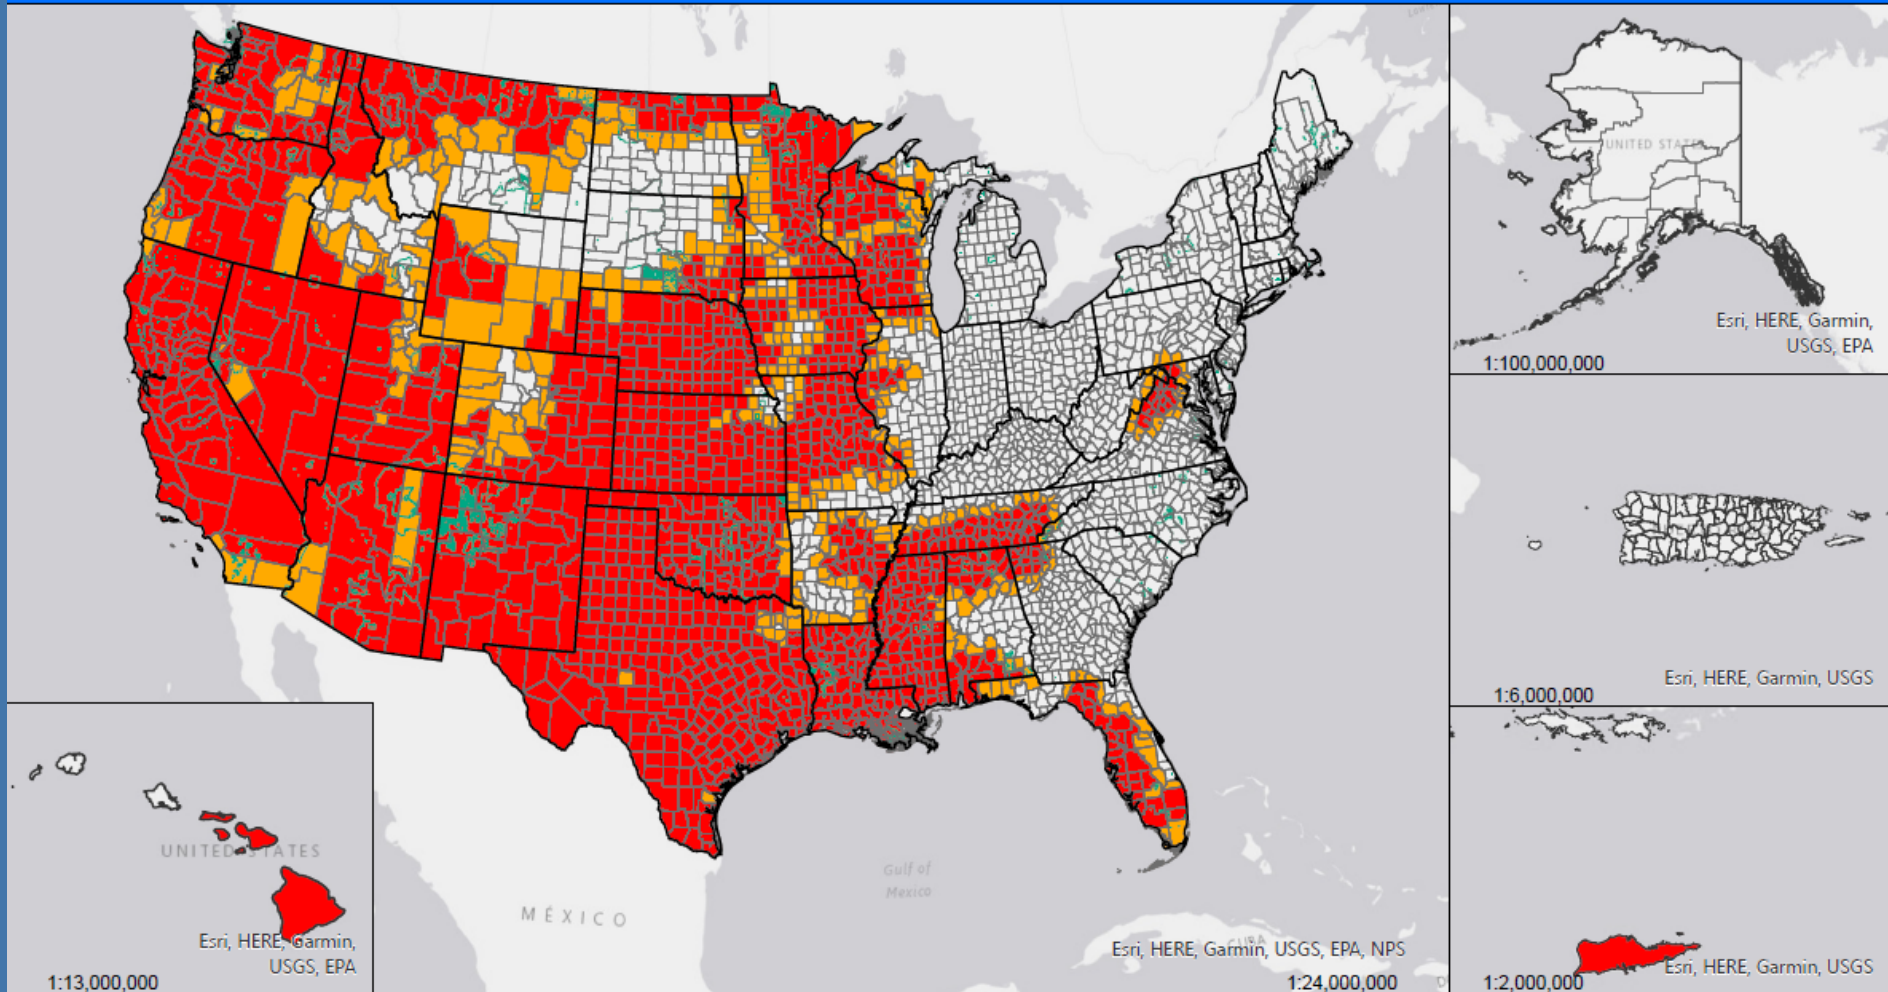 UNITED STATES
Esri, HERE, Garmin,
USGS, EPA
1:100,000,000
Esri, HERE, Garmin, USGS
1:6,000,000
UNITED STATES
Gulf of
Mexico
MÉXICO
CUBA
Esri, HERE, Garmin,
USGS, EPA
1:13,000,000
Esri, HERE, Garmin, USGS, EPA, NPS
1:24,000,000
Esri, HERE, Garmin, USGS
1:2,000,000